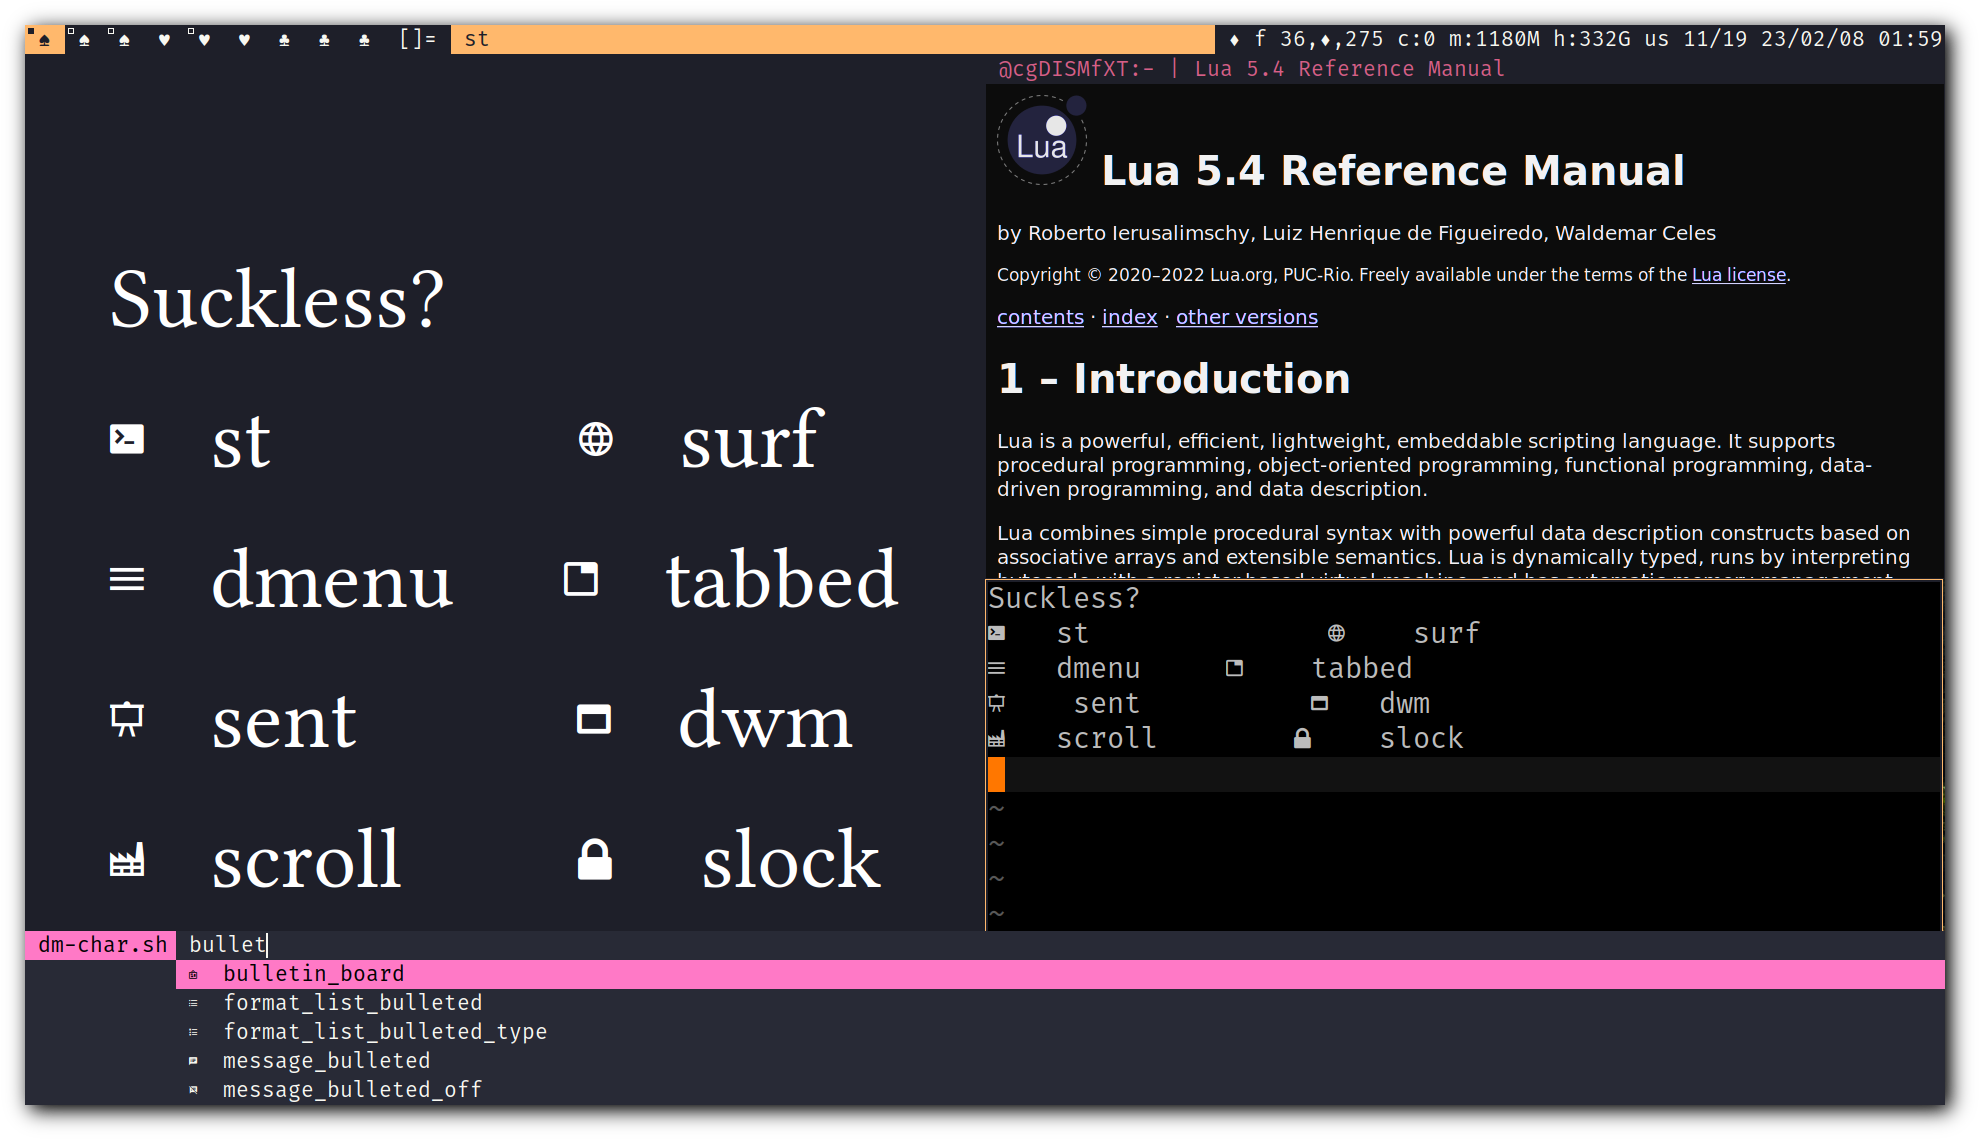 ♠ ♠ ♠ ♥ ♥ ♥ ♣ ♣ ♣ []= st ♦ f 36,♦,275 c:0 m:1180M h:332G us 11/19 23/02/08 01:59
Suckless?
st surf
dmenu tabbed
sent dwm
scroll slock
@cgDISMfXT:- | Lua 5.4 Reference Manual
Lua
Lua 5.4 Reference Manual
by Roberto Ierusalimschy, Luiz Henrique de Figueiredo, Waldemar Celes
Copyright © 2020–2022 Lua.org, PUC-Rio. Freely available under the terms of the Lua license.
contents · index · other versions
1 – Introduction
Lua is a powerful, efficient, lightweight, embeddable scripting language. It supports
procedural programming, object-oriented programming, functional programming, data-
driven programming, and data description.
Lua combines simple procedural syntax with powerful data description constructs based on
associative arrays and extensible semantics. Lua is dynamically typed, runs by interpreting
Suckless?
st surf
dmenu tabbed
sent dwm
scroll slock
~
~
~
~
dm-char.sh bullet
bulletin_board
format_list_bulleted
format_list_bulleted_type
message_bulleted
message_bulleted_off